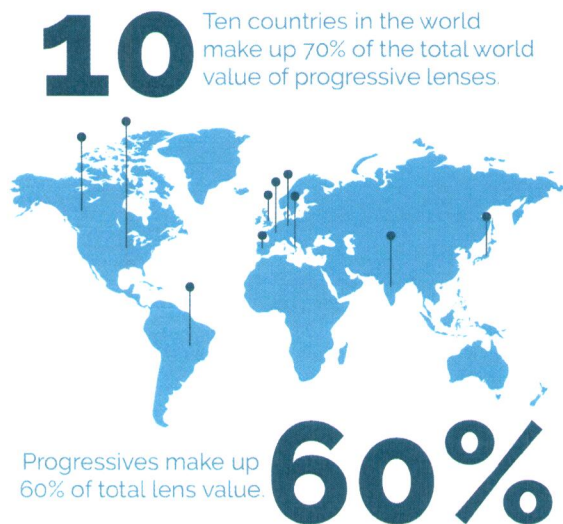 10
Ten countries in the world
make up 70% of the total world
value of progressive lenses.
Progressives make up
60% of total lens value.
60%